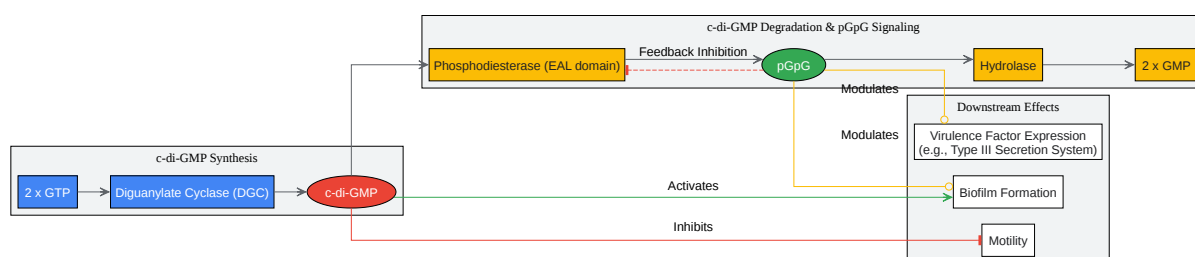 c-di-GMP Degradation & pGpG Signaling
Phosphodiesterase (EAL domain)
Feedback Inhibition
pGpG
Hydrolase
2 x GMP
Modulates
Downstream Effects
Modulates
Virulence Factor Expression
(e.g., Type III Secretion System)
c-di-GMP Synthesis
2 x GTP
Diguanylate Cyclase (DGC)
c-di-GMP
Activates
Biofilm Formation
Inhibits
Motility